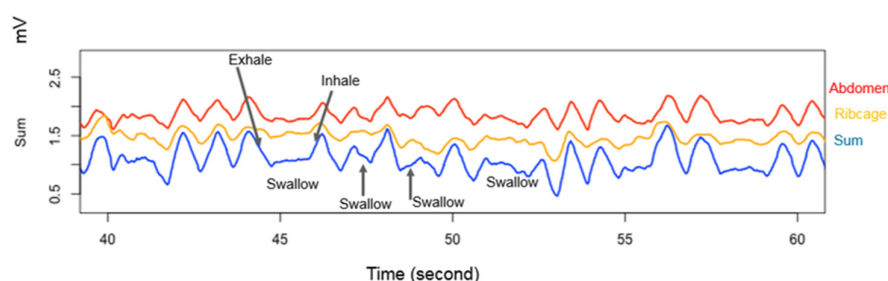 mV
Exhale
Inhale
2.5
1.5
0.5
Sum
Abdomen
Ribcage
Sum
Swallow
Swallow
Swallow
Swallow
40 45 50 55 60
Time (second)